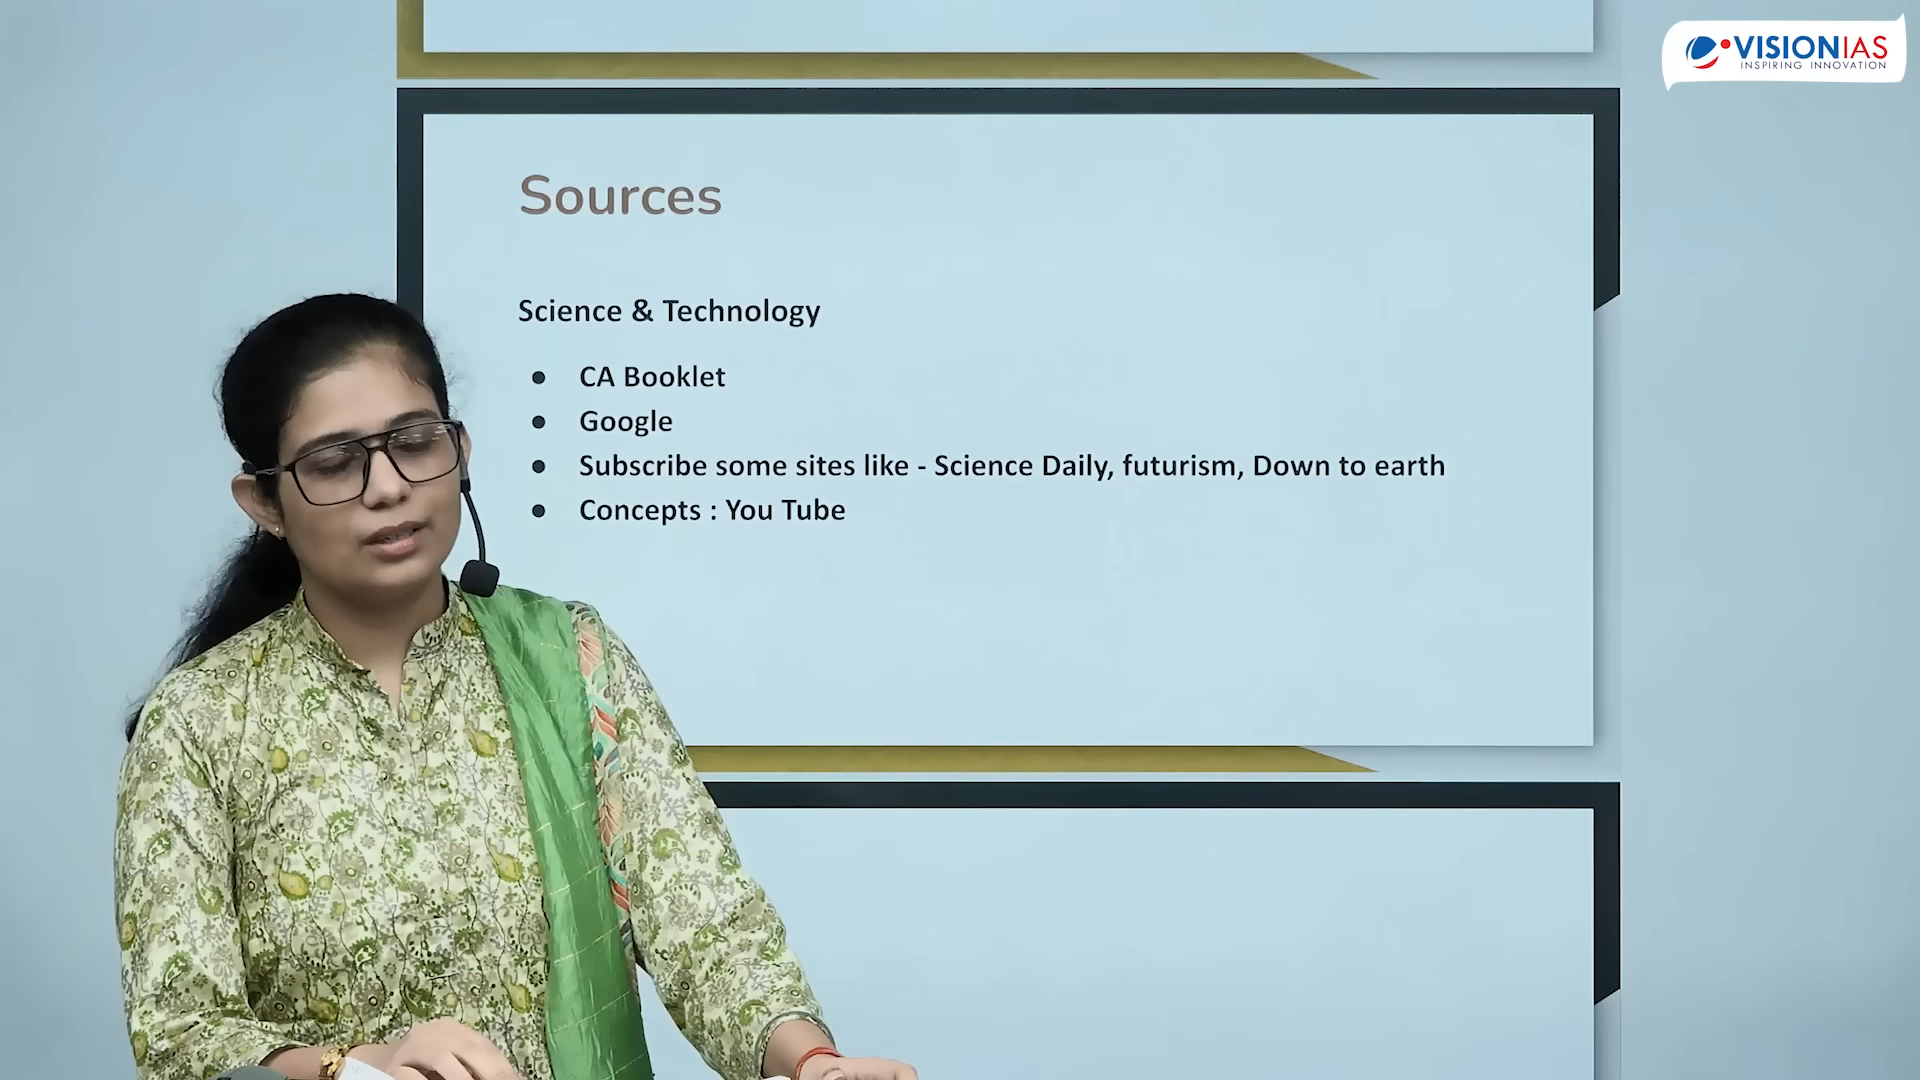 VISIONIAS
INSPIRING INNOVATION
Sources
Science & Technology
● CA Booklet
● Google
● Subscribe some sites like - Science Daily, futurism, Down to earth
● Concepts : You Tube